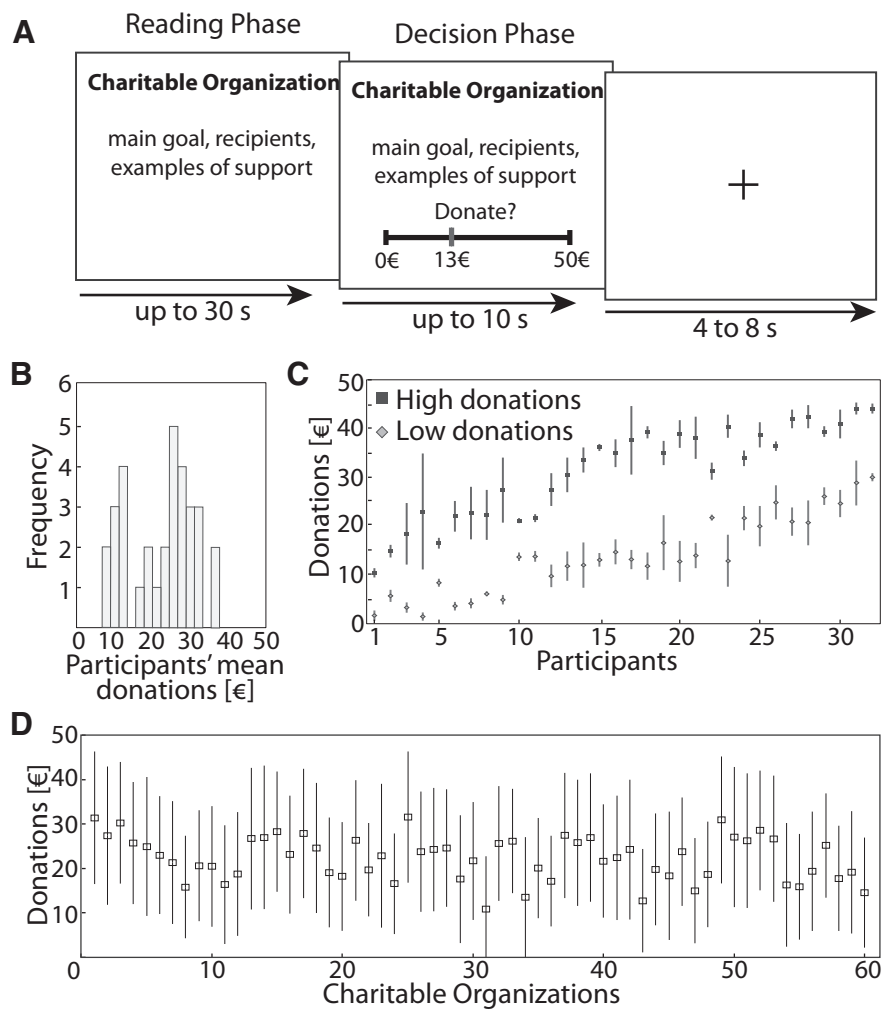 A
Reading Phase
Decision Phase
Charitable Organization
main goal, recipients,
examples of support
up to 30 s
Charitable Organization
main goal, recipients,
examples of support
Donate?
0€ 13€ 50€
up to 10 s
4 to 8 s
B
Frequency
6
5
4
3
2
1
0 10 20 30 40 50
Participants' mean
donations [€]
C
Donations [€]
50
40
30
20
10
0
High donations
Low donations
1 5 10 15 20 25 30
Participants
D
Donations [€]
50
40
30
20
10
0 10 20 30 40 50 60
Charitable Organizations